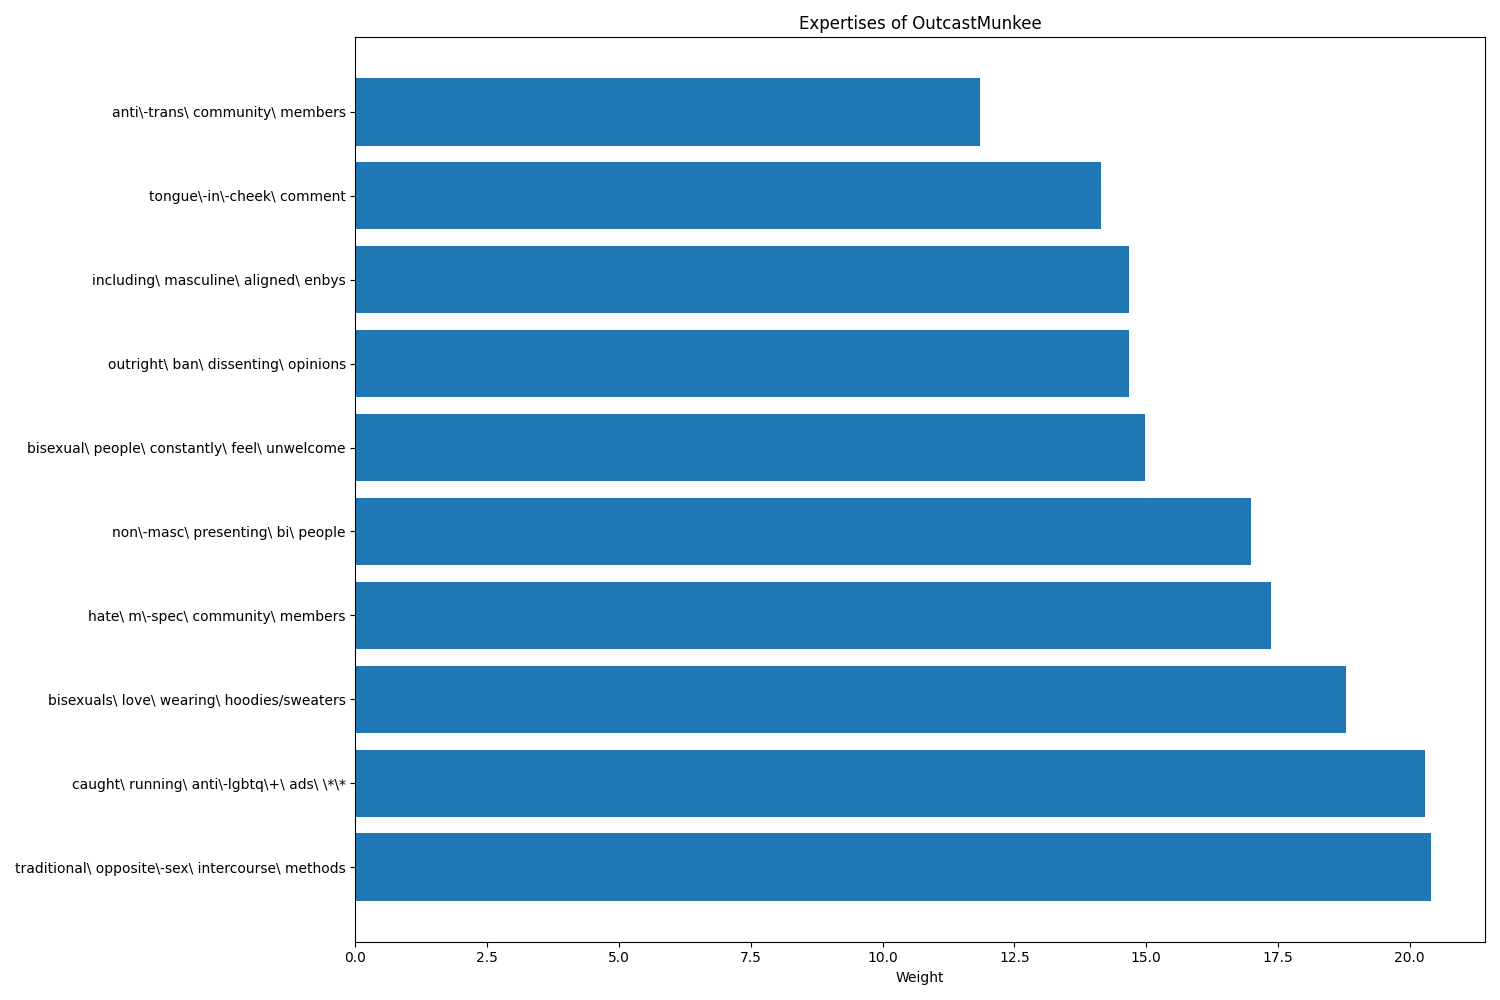 Expertises of OutcastMunkee
anti\-trans\ community\ members
tongue\-in\-cheek\ comment
including\ masculine\ aligned\ enbys
outright\ ban\ dissenting\ opinions
bisexual\ people\ constantly\ feel\ unwelcome
non\-masc\ presenting\ bi\ people
hate\ m\-spec\ community\ members
bisexuals\ love\ wearing\ hoodies/sweaters
caught\ running\ anti\-lgbtq\+\ ads\ \*\*
traditional\ opposite\-sex\ intercourse\ methods
0.0 2.5 5.0 7.5 10.0 12.5 15.0 17.5 20.0
Weight